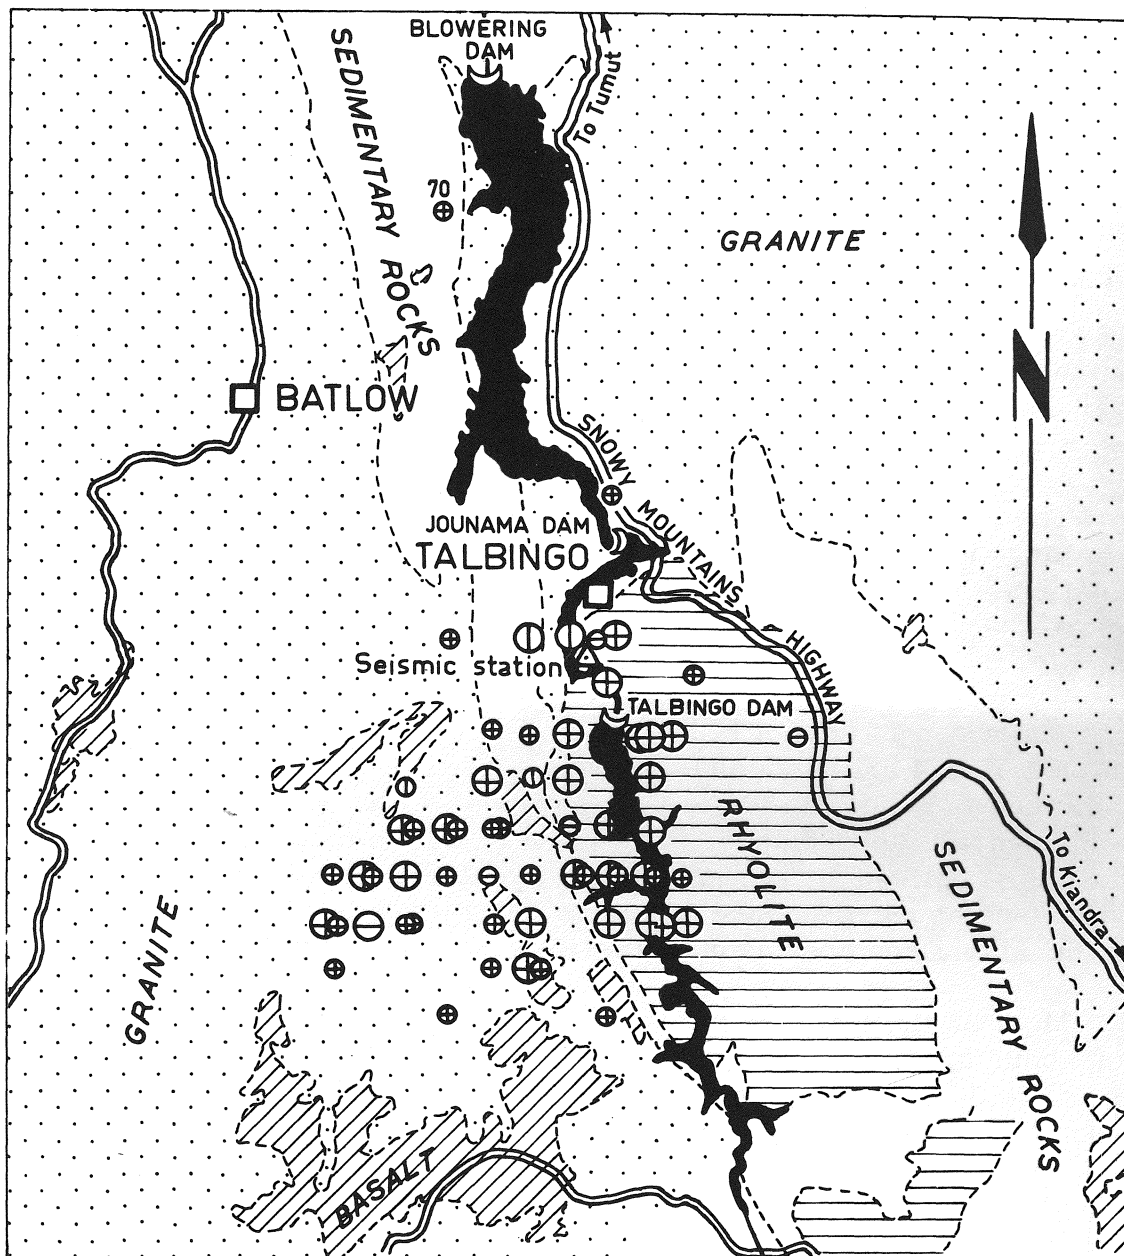 BLOWERING
DAM
To Tumut
SEDIMENTARY
ROCKS
70
GRANITE
N
BATLOW
SNOWY
MOUNTAINS
HIGHWAY
JOUNAMA DAM
TALBINGO
Seismic station
TALBINGO DAM
RHYOLITE
SEDIMENTARY
ROCKS
To Kiandra
GRANITE
BASALT